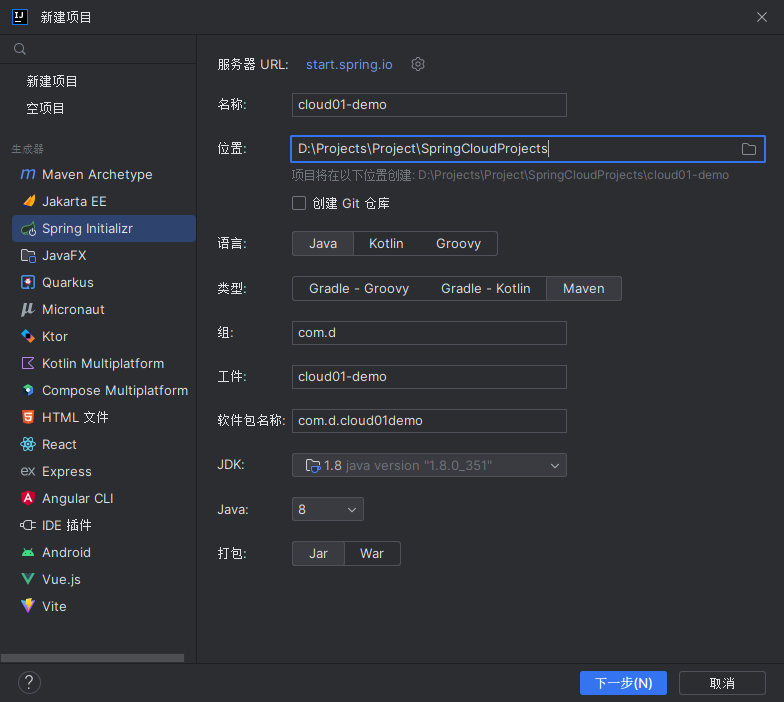 新建项目
新建项目
空项目
生成器
Maven Archetype
Jakarta EE
Spring Initializr
JavaFX
Quarkus
Micronaut
Ktor
Kotlin Multiplatform
Compose Multiplatform
HTML 文件
React
Express
Angular CLI
IDE 插件
Android
Vue.js
Vite
服务器 URL: start.spring.io
名称: cloud01-demo
位置: D:\Projects\Project\SpringCloudProjects
项目将在以下位置创建: D:\Projects\Project\SpringCloudProjects\cloud01-demo
创建 Git 仓库
语言: Java Kotlin Groovy
类型: Gradle - Groovy Gradle - Kotlin Maven
组: com.d
工件: cloud01-demo
软件包名称: com.d.cloud01demo
JDK: 1.8 java version "1.8.0_351"
Java: 8
打包: Jar War
? 下一步(N) 取消